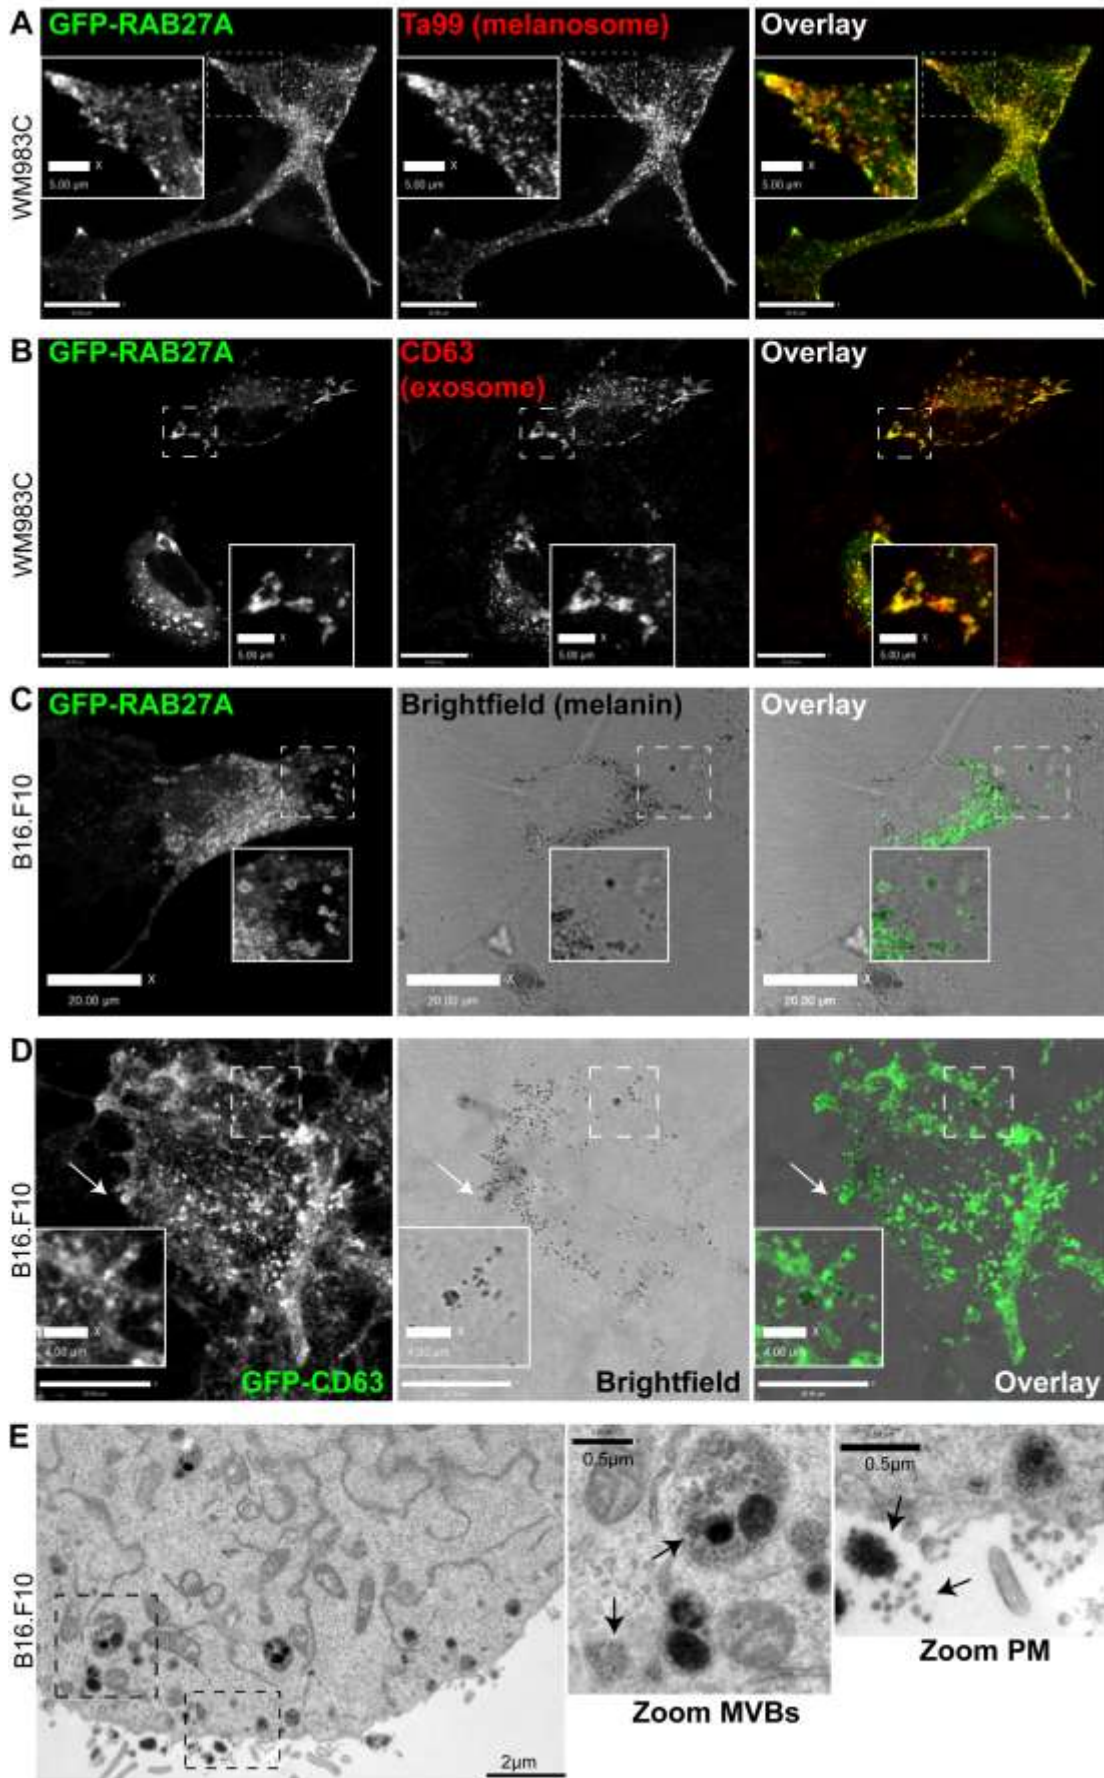 A
GFP-RAB27A
Ta99 (melanosome)
Overlay
WM983C
5.00 µm
X
5.00 µm
X
5.00 µm
X
B
GFP-RAB27A
CD63
(exosome)
Overlay
WM983C
5.00 µm
X
5.00 µm
X
5.00 µm
X
C
GFP-RAB27A
Brightfield (melanin)
Overlay
B16.F10
20.00 µm
X
20.00 µm
X
20.00 µm
X
D
B16.F10
4.00 µm
X
4.00 µm
X
4.00 µm
X
GFP-CD63
Brightfield
Overlay
E
B16.F10
2µm
0.5µm
Zoom MVBs
0.5µm
Zoom PM